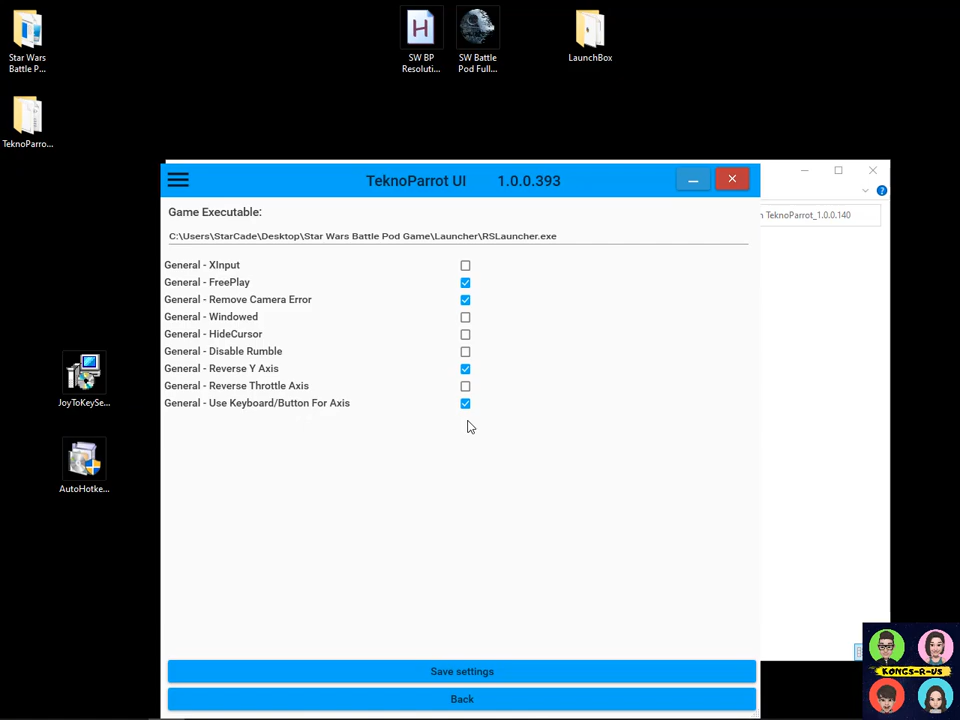 Star Wars
Battle P...
SW BP
Resoluti...
SW Battle
Pod Full...
LaunchBox
TeknoParro...
TeknoParrot UI 1.0.0.393
TeknoParrot_1.0.0.140
Game Executable:
C:\Users\StarCade\Desktop\Star Wars Battle Pod Game\Launcher\RSLauncher.exe
General - XInput
General - FreePlay
General - Remove Camera Error
General - Windowed
General - HideCursor
General - Disable Rumble
General - Reverse Y Axis
General - Reverse Throttle Axis
General - Use Keyboard/Button For Axis
JoyToKeySe...
AutoHotke...
Save settings
Back
KONGS-R-US